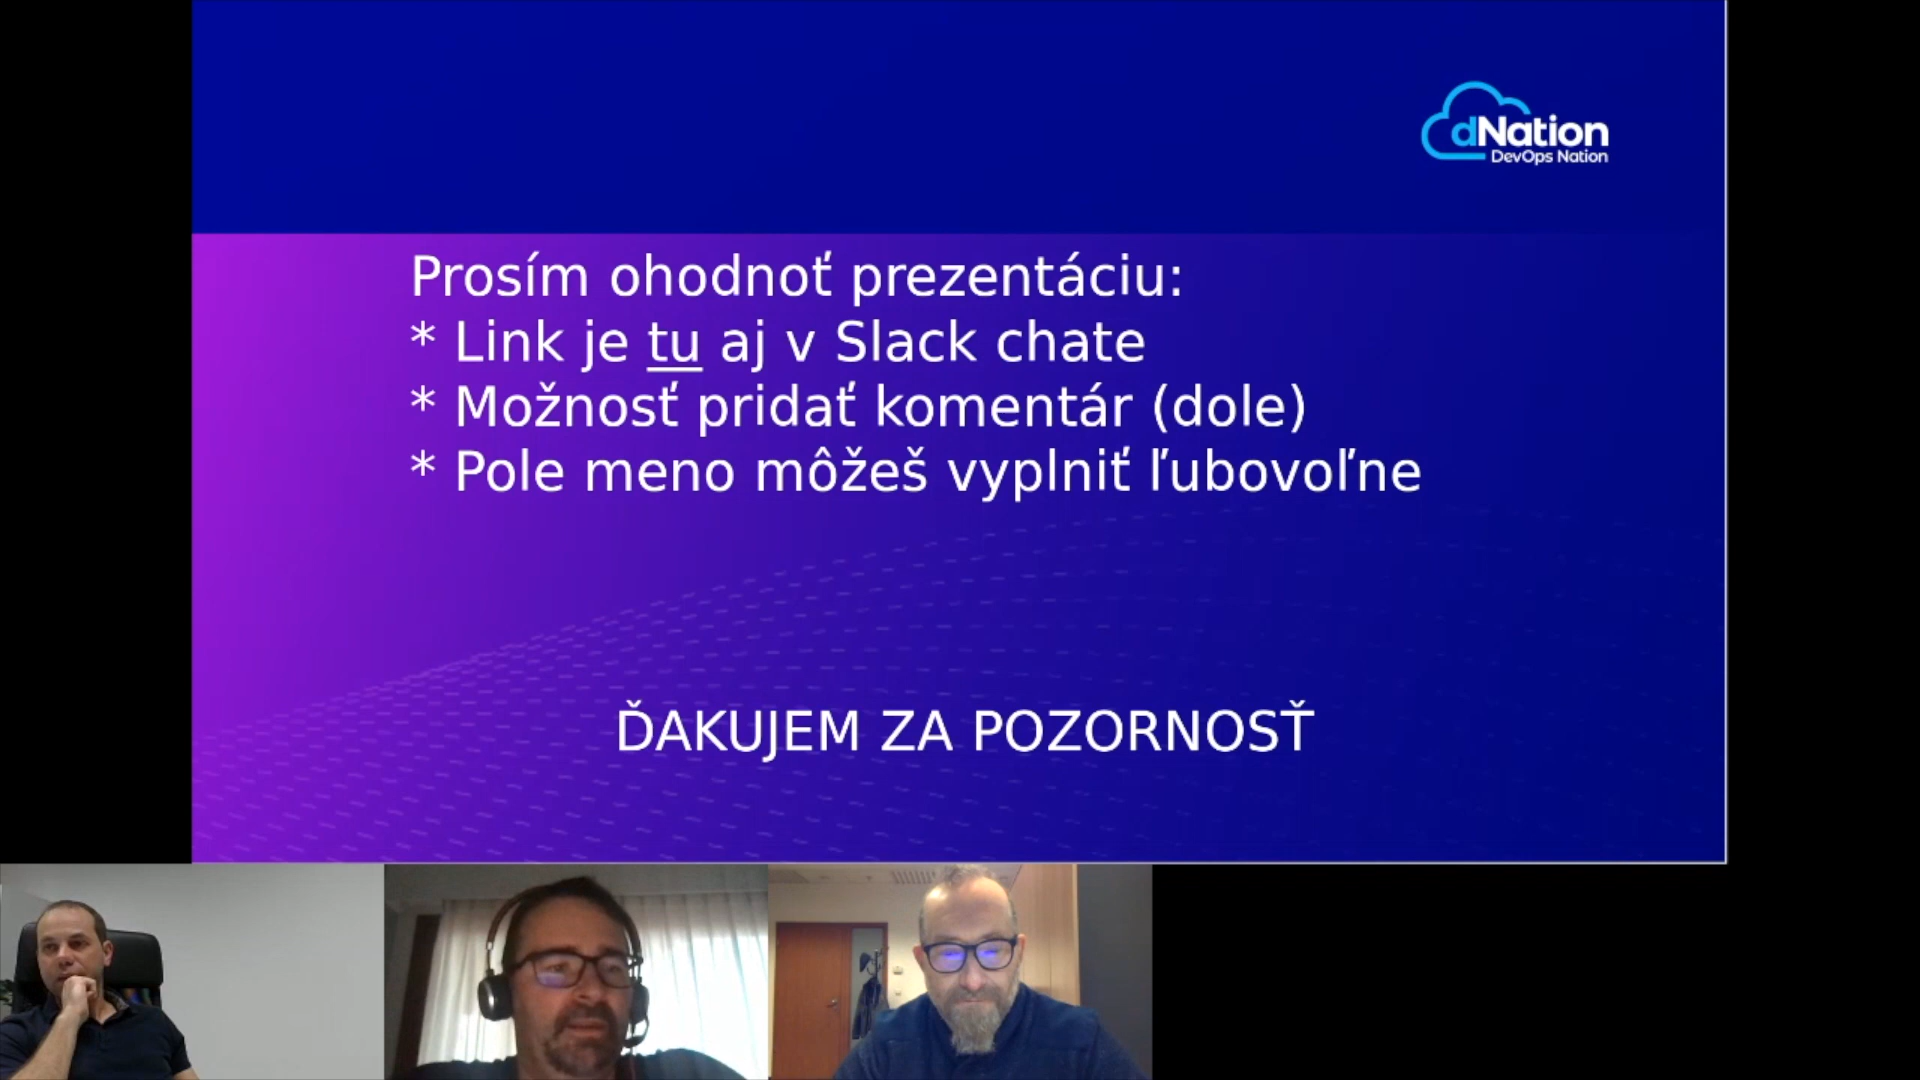 dNation
DevOps Nation
Prosím ohodnoť prezentáciu:
* Link je tu aj v Slack chate
* Možnosť pridať komentár (dole)
* Pole meno môžeš vyplniť ľubovoľne
ĎAKUJEM ZA POZORNOSŤ